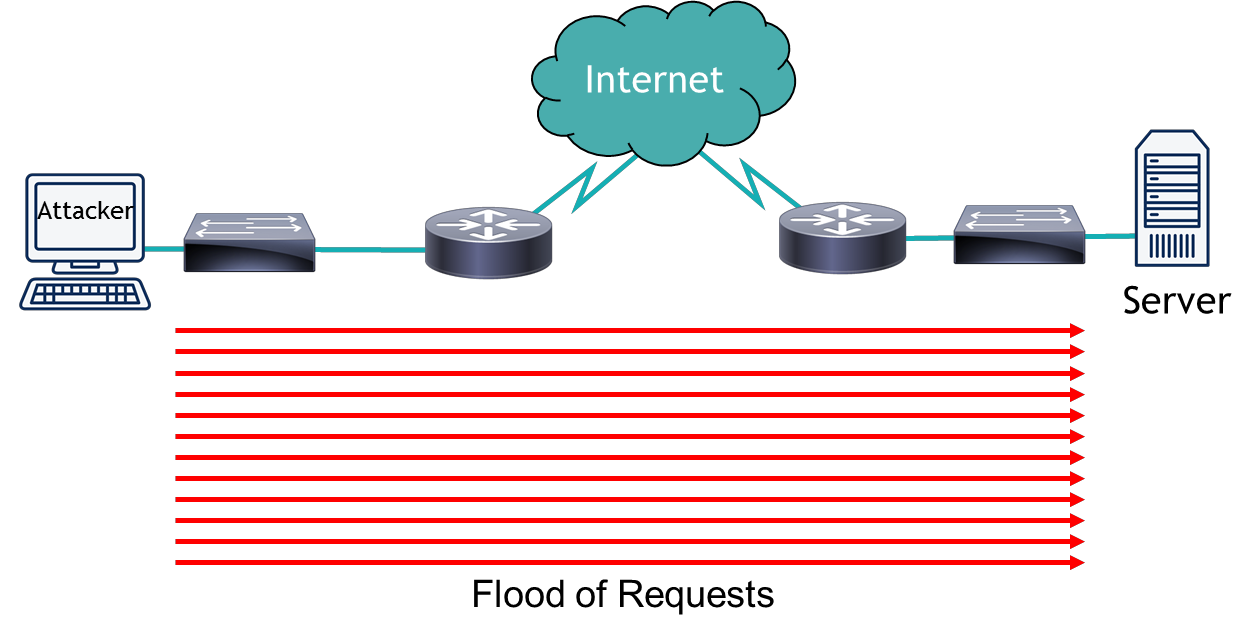 Internet
Attacker
Server
Flood of Requests